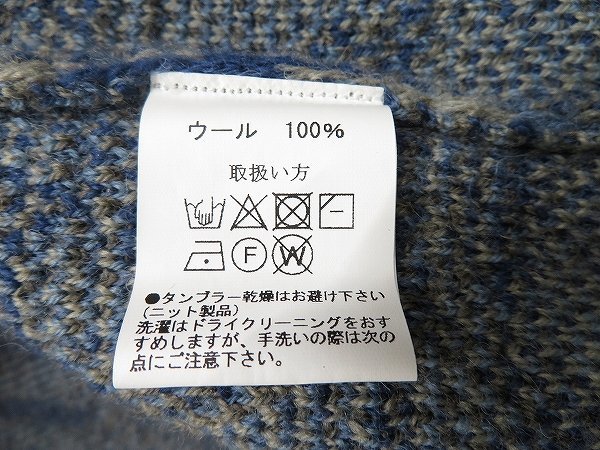 ウール 100%
取扱い方
F W
●タンブラー乾燥はお避け下さい
(ニット製品)
洗濯はドライクリーニングをおす
すめしますが、手洗いの際は次の
点にご注意下さい。